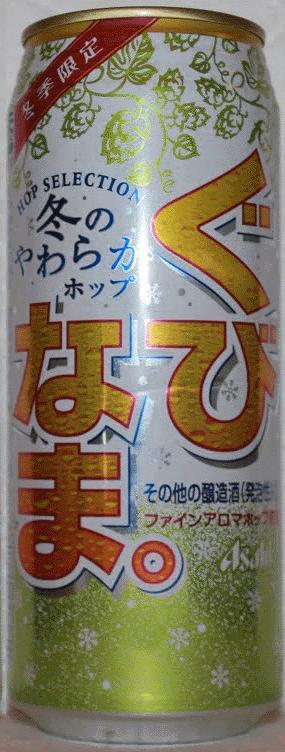 冬季限定
HOP SELECTION
冬の
やわらか
ホップ
ぐび
なま。
その他の醸造酒(発泡性)
ファインアロマホップ
Asahi